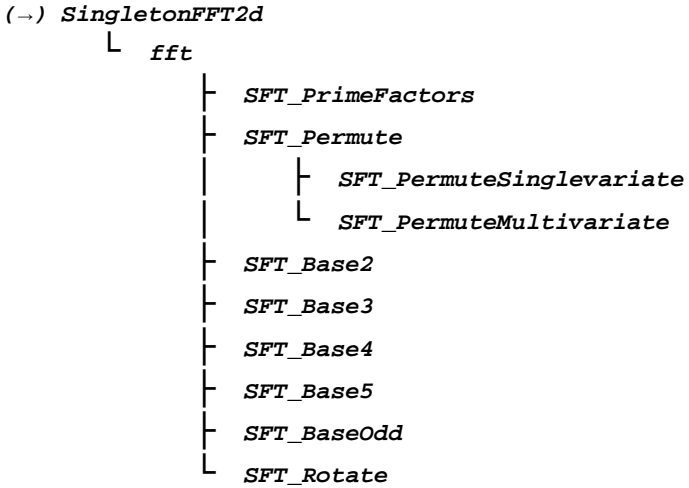 (→) SingletonFFT2d
└ fft
├ SFT_PrimeFactors
├ SFT_Permute
│ ├ SFT_PermuteSinglevariate
│ └ SFT_PermuteMultivariate
├ SFT_Base2
├ SFT_Base3
├ SFT_Base4
├ SFT_Base5
├ SFT_BaseOdd
└ SFT_Rotate